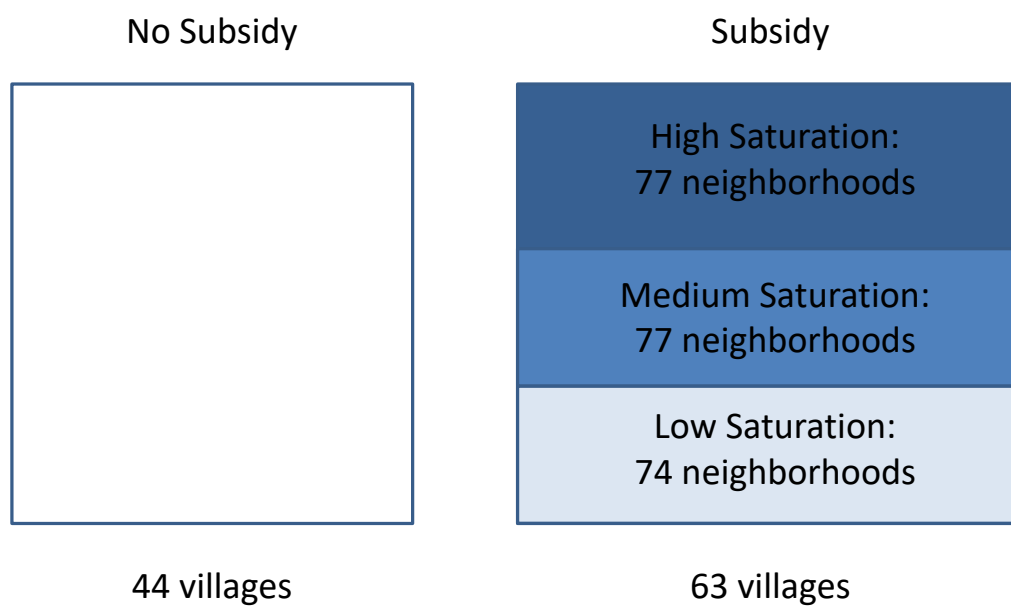 No Subsidy
Subsidy
High Saturation:
77 neighborhoods
Medium Saturation:
77 neighborhoods
Low Saturation:
74 neighborhoods
44 villages
63 villages